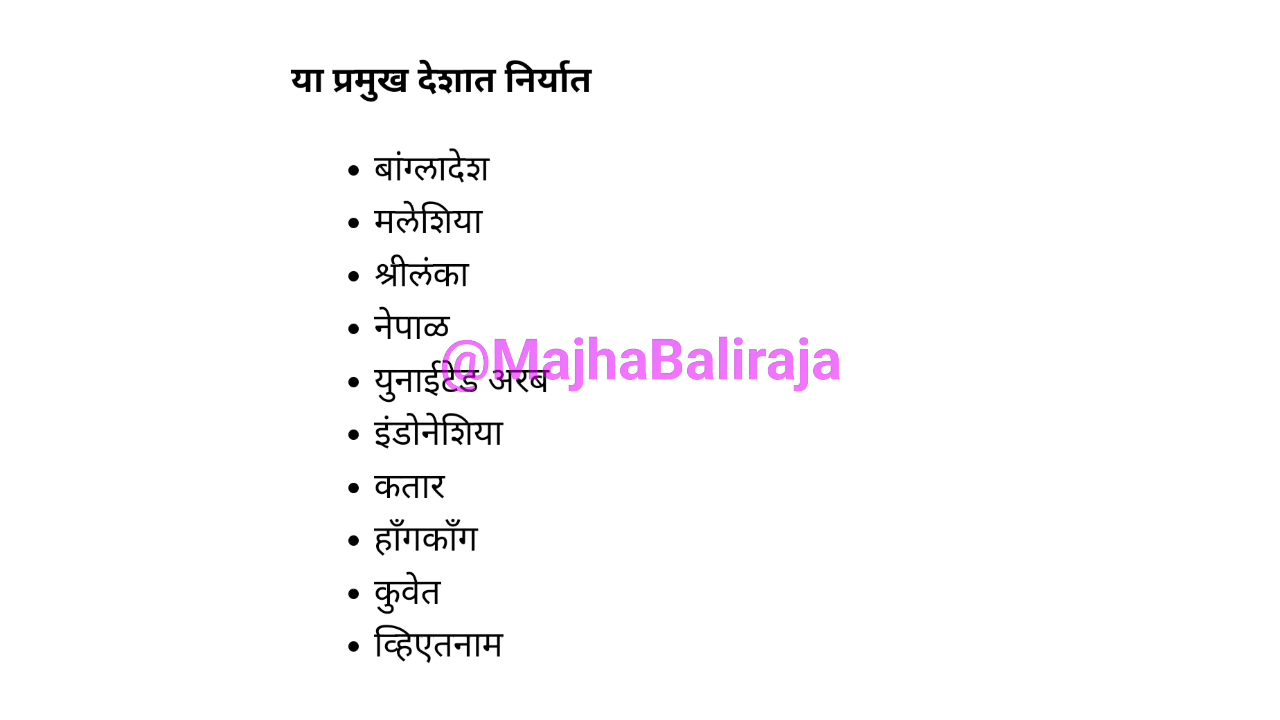 या प्रमुख देशात निर्यात
• बांग्लादेश
• मलेशिया
• श्रीलंका
• नेपाळ
@MajhaBaliraja
• युनाईटेड अरब
• इंडोनेशिया
• कतार
• हाँगकाँग
• कुवेत
• व्हिएतनाम